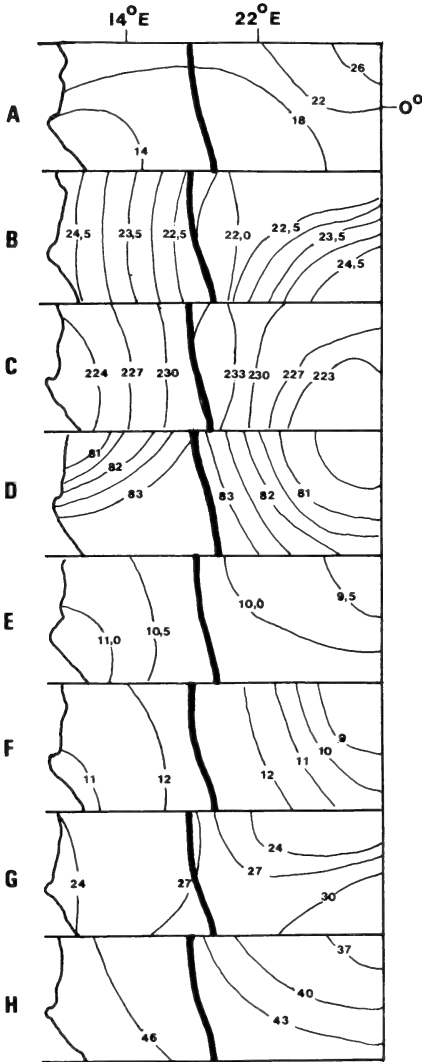 14°E 22°E
26
22
A 18 0°
14
B 24,5 23,5 22,5 22,0 22,5 23,5 24,5
C 224 227 230 233 230 227 223
81
82
D 83 83 82 81
E 11,0 10,5 10,0 9,5
F 11 12 12 11 10 9
24
G 24 27 27
30
37
40
H 46 43